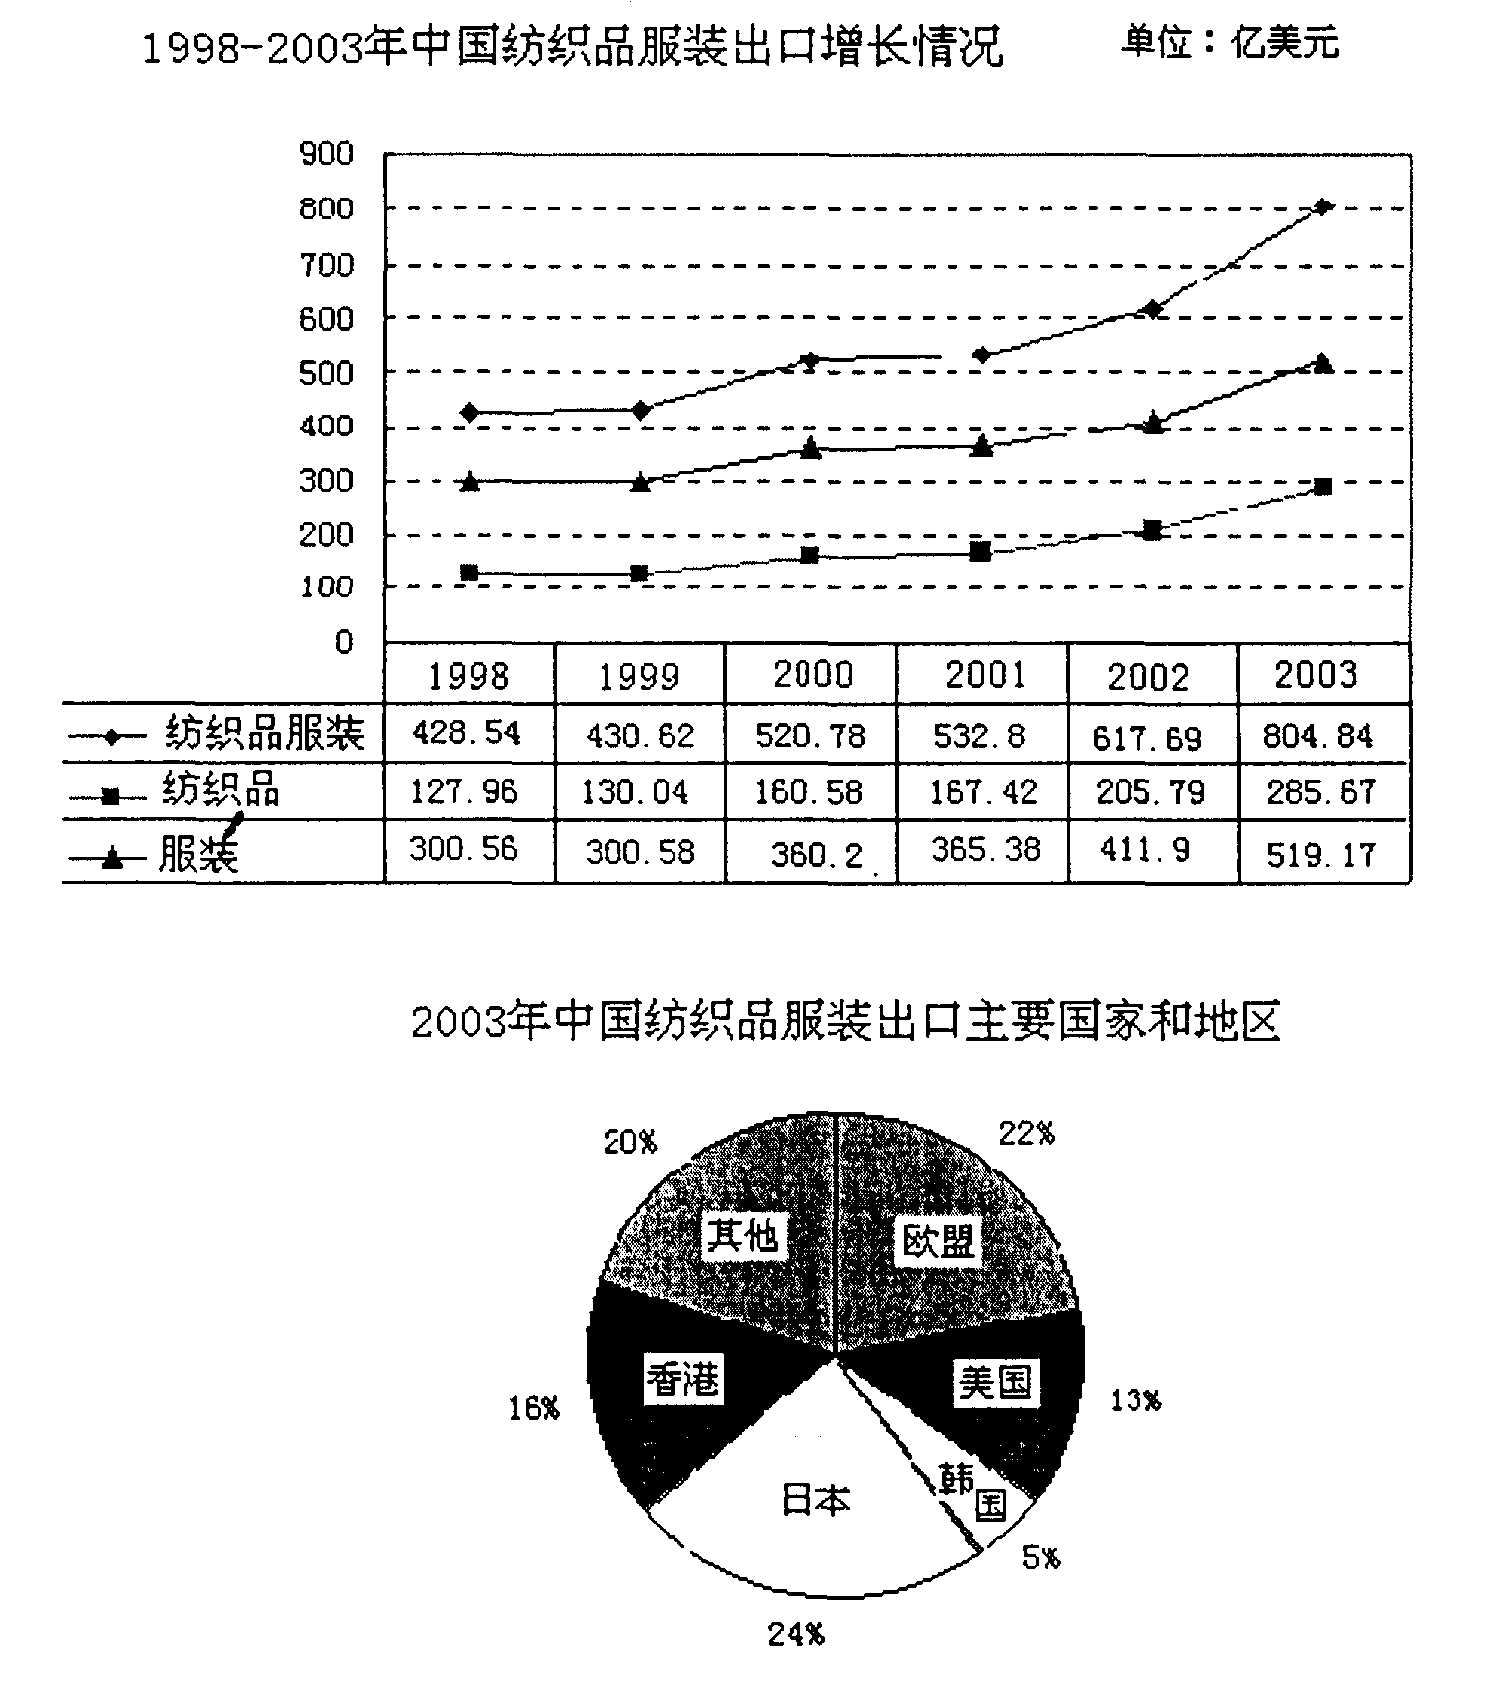 1998-2003年中国纺织品服装出口增长情况 单位：亿美元
900
800
700
600
500
400
300
200
100
0
1998 1999 2000 2001 2002 2003
纺织品服装 428.54 430.62 520.78 532.8 617.69 804.84
纺织品 127.96 130.04 160.58 167.42 205.79 285.67
服装 300.56 300.58 360.2 365.38 411.9 519.17
2003年中国纺织品服装出口主要国家和地区
20% 22%
其他 欧盟
香港 美国
16% 13%
日本 韩国
5%
24%